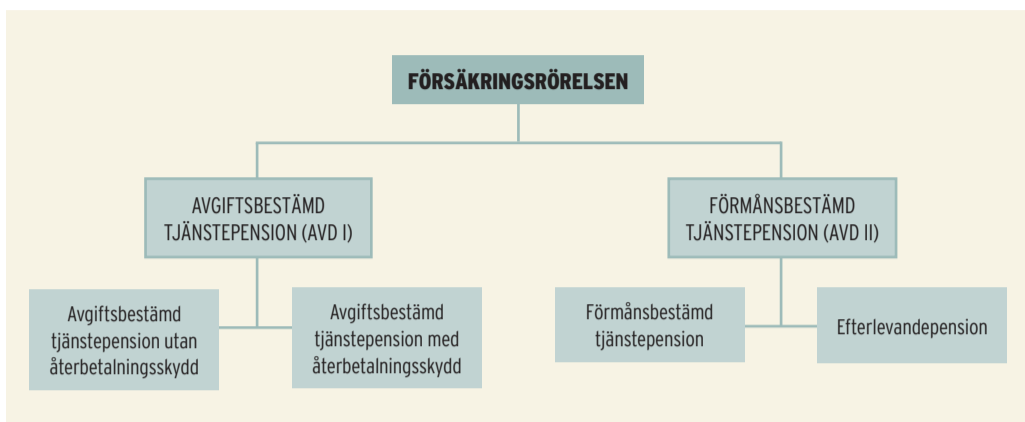 FÖRSÄKRINGSRÖRELSEN
AVGIFTSBESTÄMD
TJÄNSTEPENSION (AVD I)
FÖRMÅNSBESTÄMD
TJÄNSTEPENSION (AVD II)
Avgiftsbestämd
tjänstepension utan
återbetalningsskydd
Avgiftsbestämd
tjänstepension med
återbetalningsskydd
Förmånsbestämd
tjänstepension
Efterlevandepension